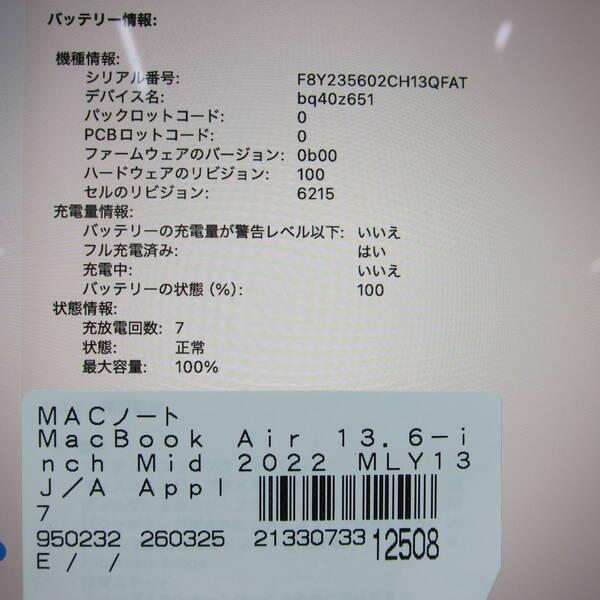 バッテリー情報:
機種情報:
シリアル番号: F8Y235602CH13QFAT
デバイス名: bq40z651
パックロットコード: 0
PCBロットコード: 0
ファームウェアのバージョン: 0b00
ハードウェアのリビジョン: 100
セルのリビジョン: 6215
充電量情報:
バッテリーの充電量が警告レベル以下: いいえ
フル充電済み: はい
充電中: いいえ
バッテリーの状態（%）: 100
状態情報:
充放電回数: 7
状態: 正常
最大容量: 100%
MACノート
MacBook Air 13.6-i
nch Mid 2022 MLY13
J/A Appl
7
950232 260325 21330733 12508
E / /